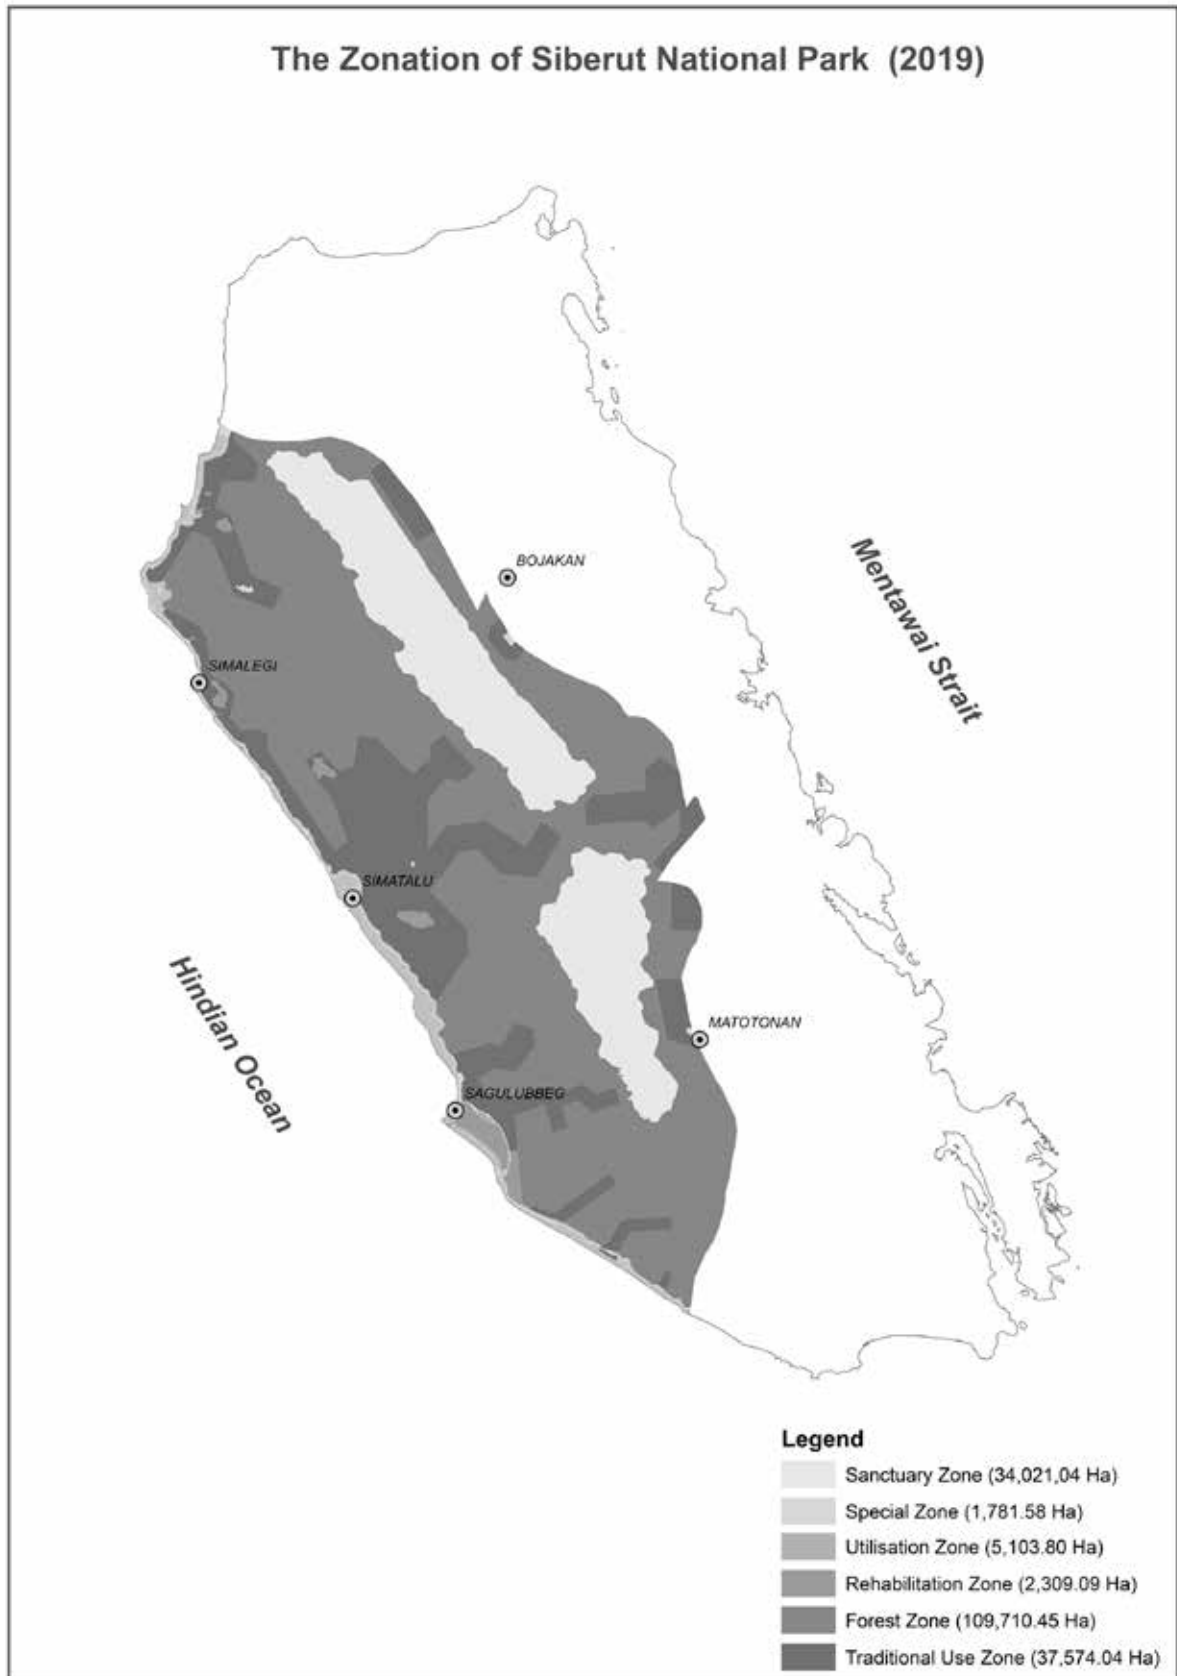 The Zonation of Siberut National Park (2019)
BOJAKAN
Mentawai Strait
SIMALEGI
SIMATALU
Hindian Ocean
MATOTONAN
SAGULUBBEG
Legend
Sanctuary Zone (34,021,04 Ha)
Special Zone (1,781.58 Ha)
Utilisation Zone (5,103.80 Ha)
Rehabilitation Zone (2,309.09 Ha)
Forest Zone (109,710.45 Ha)
Traditional Use Zone (37,574.04 Ha)